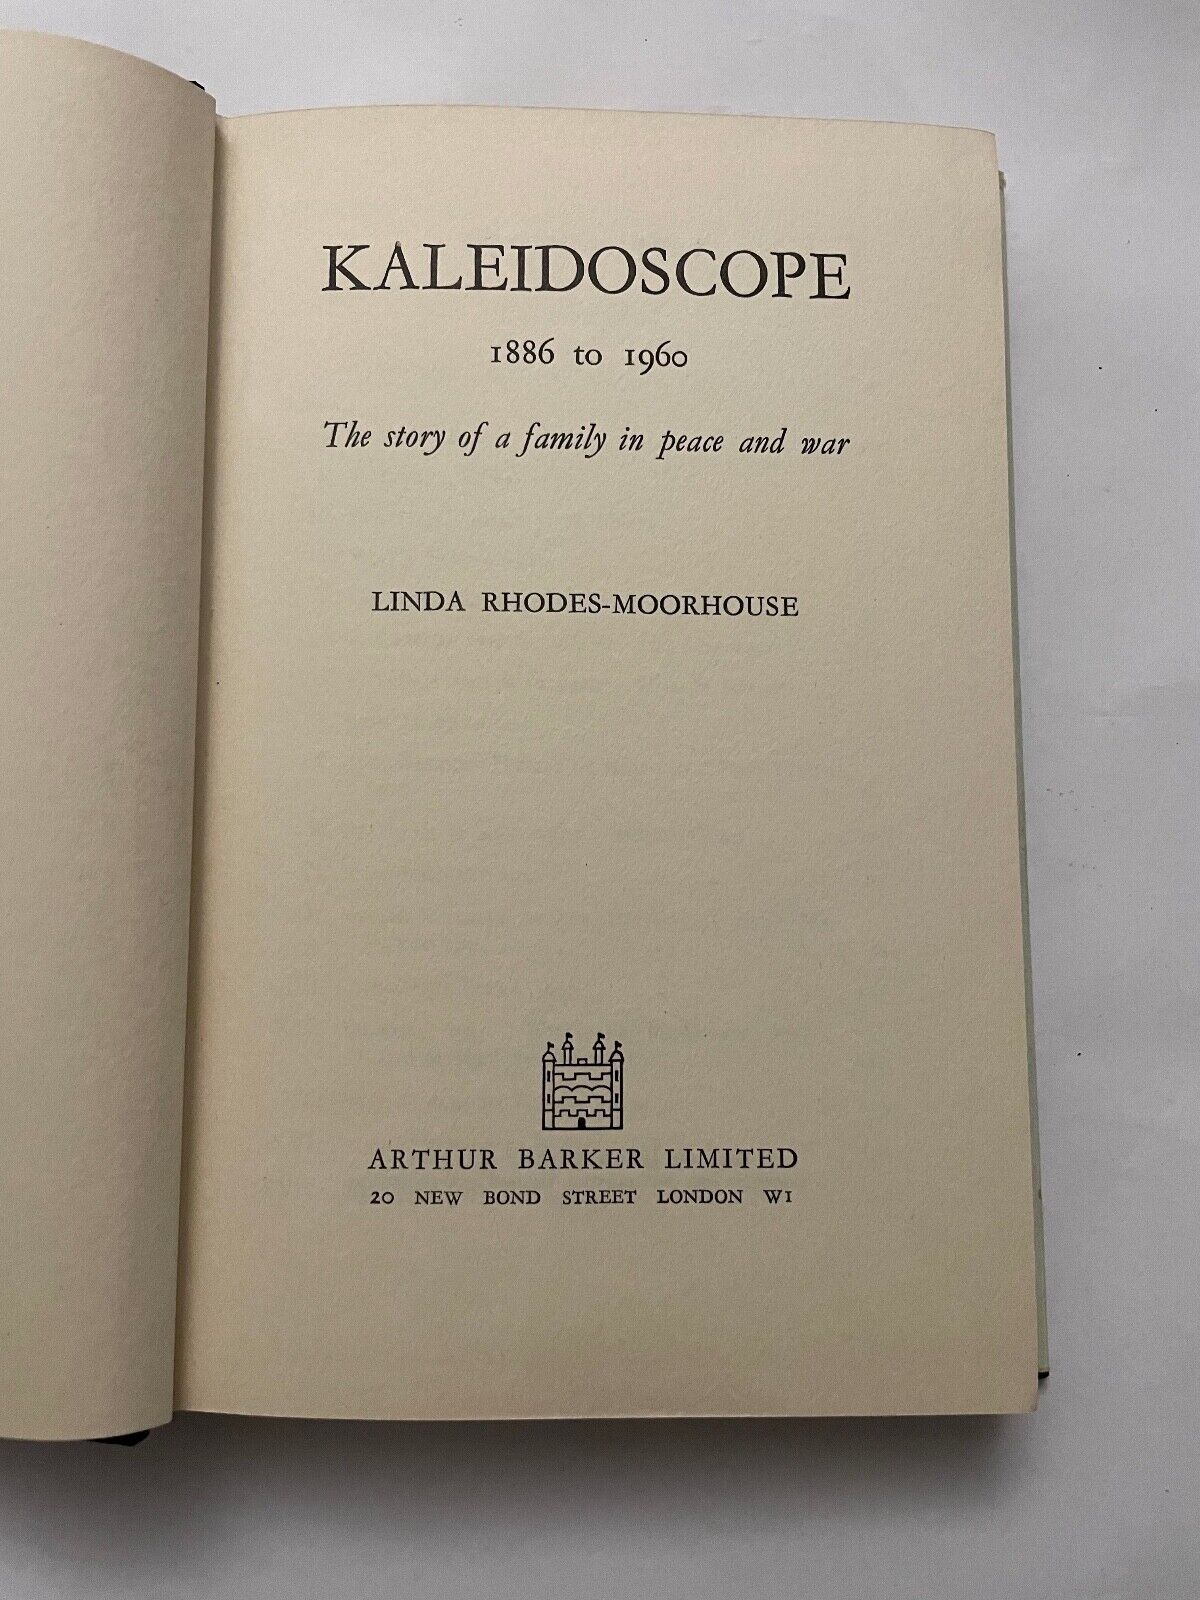 KALEIDOSCOPE
1886 to 1960
The story of a family in peace and war
LINDA RHODES-MOORHOUSE
ARTHUR BARKER LIMITED
20 NEW BOND STREET LONDON W1